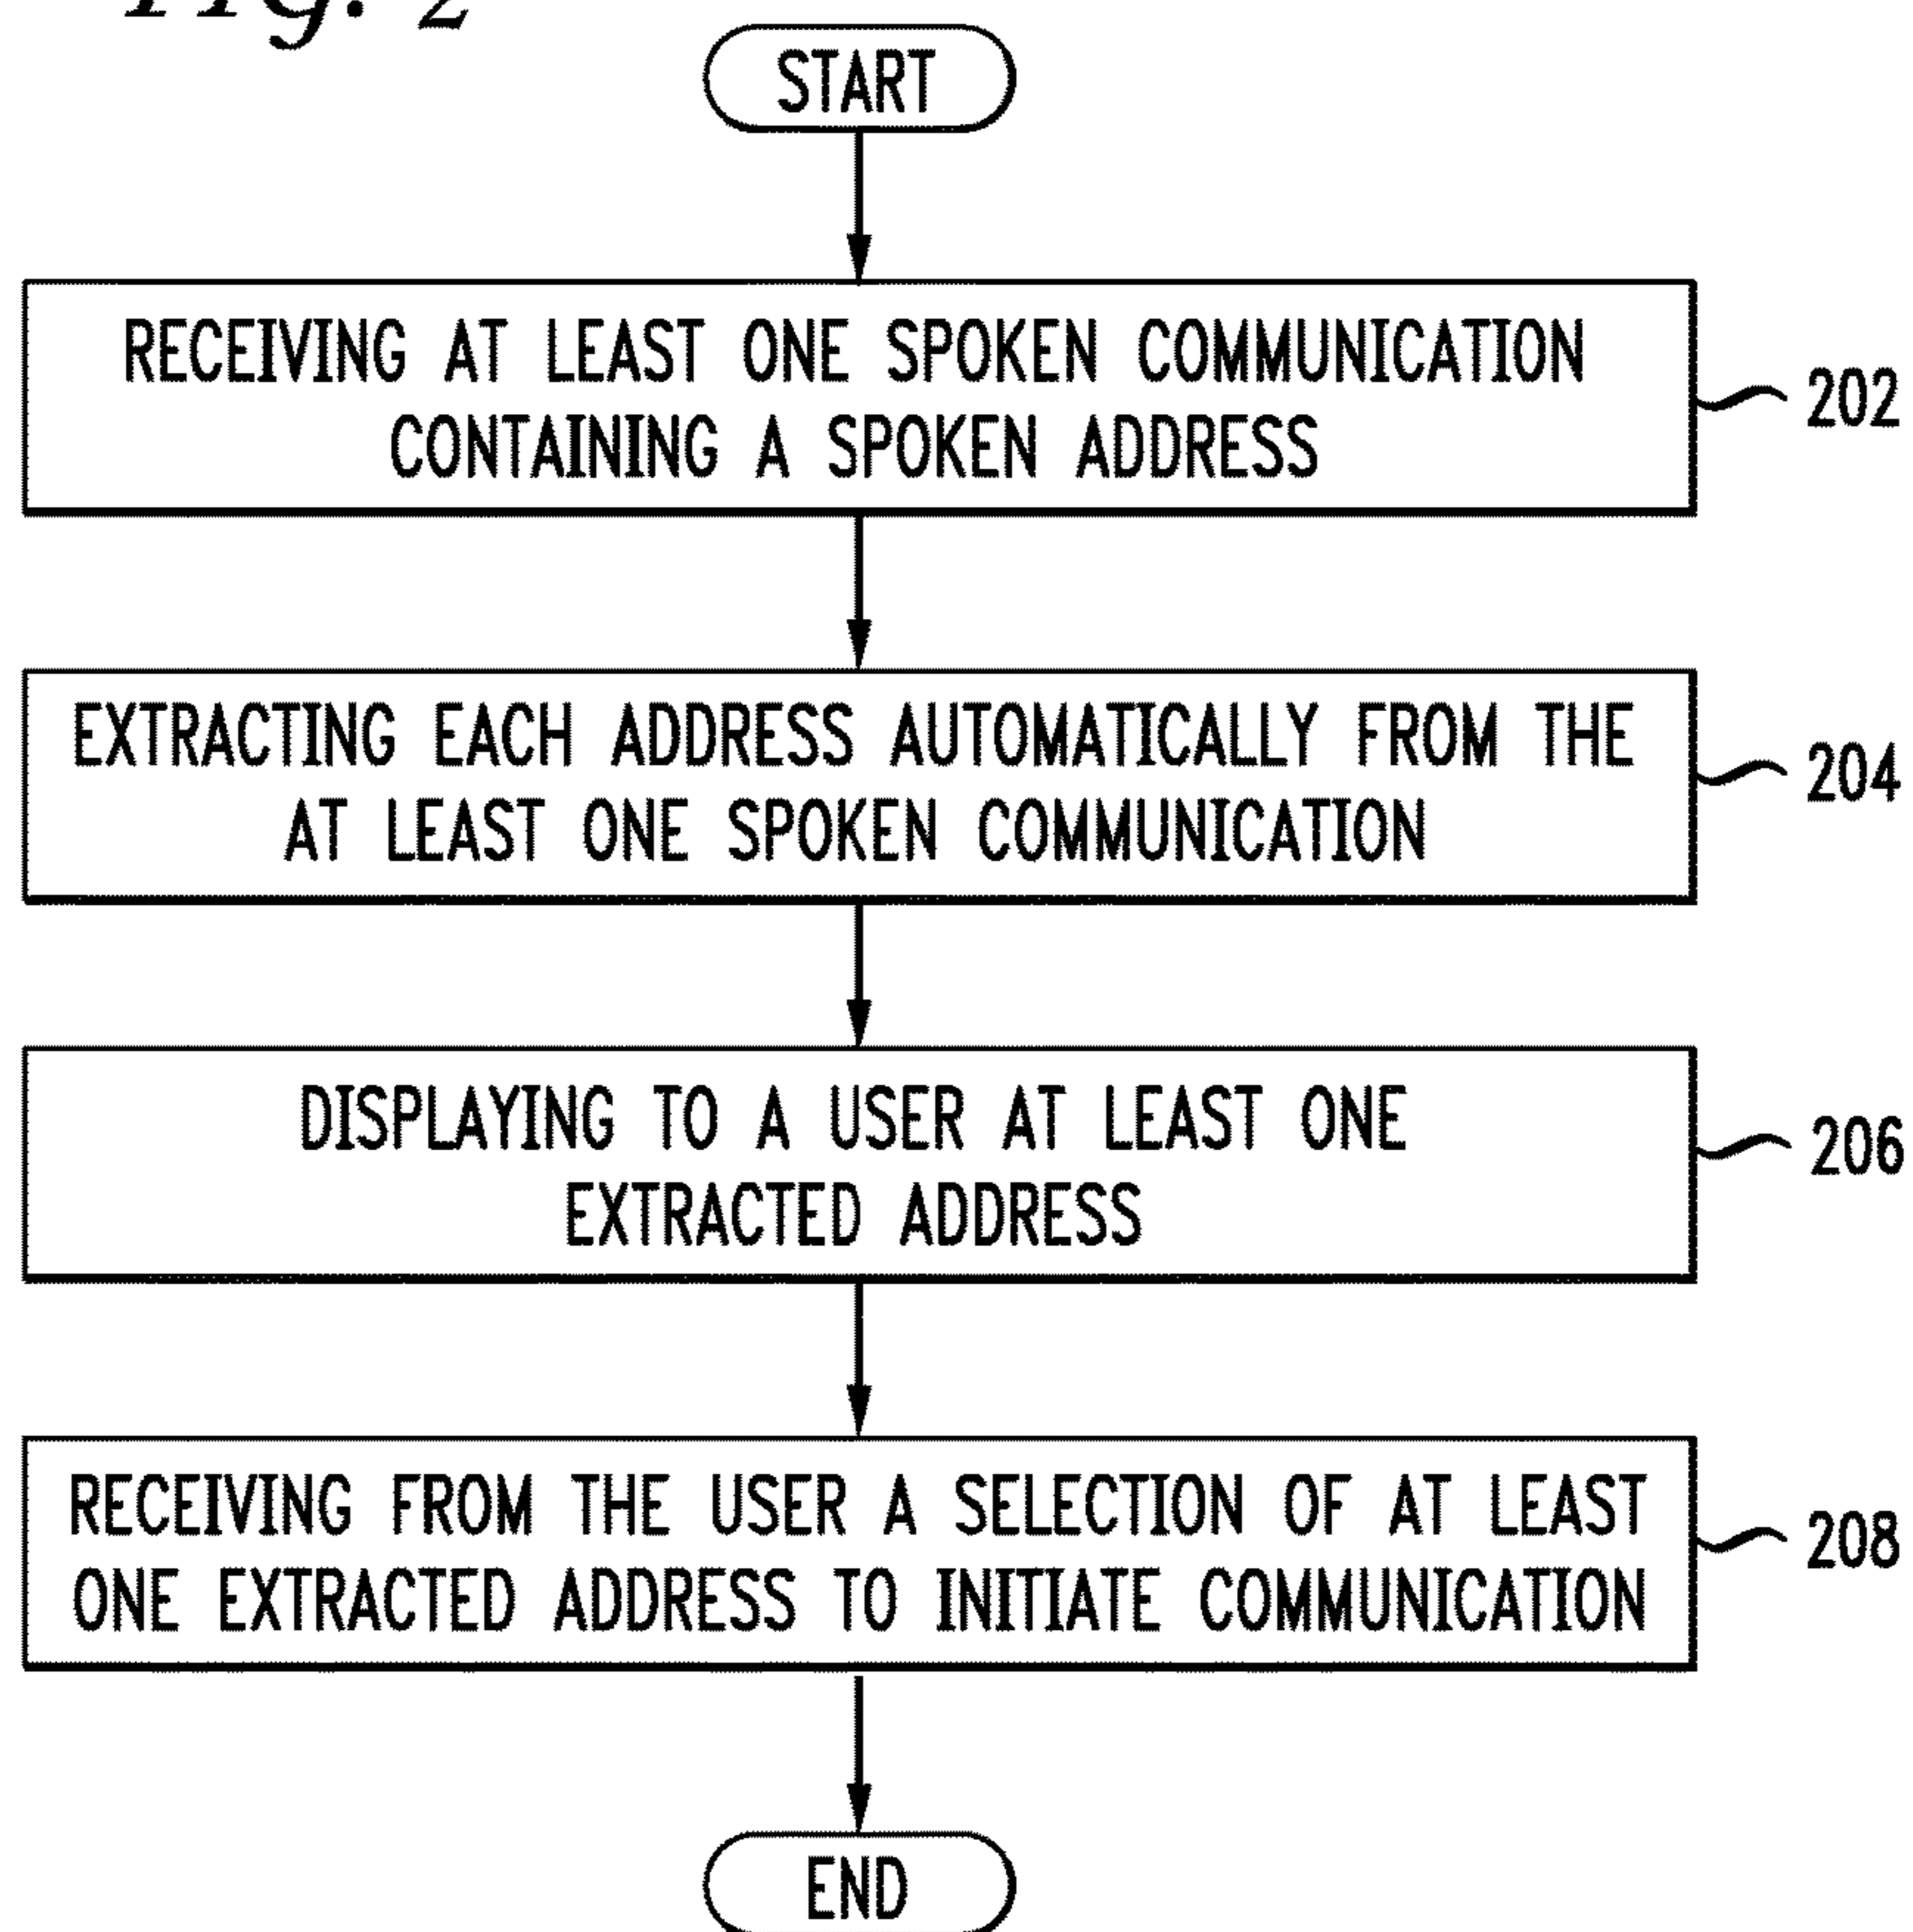 FIG. 2
START
RECEIVING AT LEAST ONE SPOKEN COMMUNICATION
CONTAINING A SPOKEN ADDRESS
202
EXTRACTING EACH ADDRESS AUTOMATICALLY FROM THE
AT LEAST ONE SPOKEN COMMUNICATION
204
DISPLAYING TO A USER AT LEAST ONE
EXTRACTED ADDRESS
206
RECEIVING FROM THE USER A SELECTION OF AT LEAST
ONE EXTRACTED ADDRESS TO INITIATE COMMUNICATION
208
END